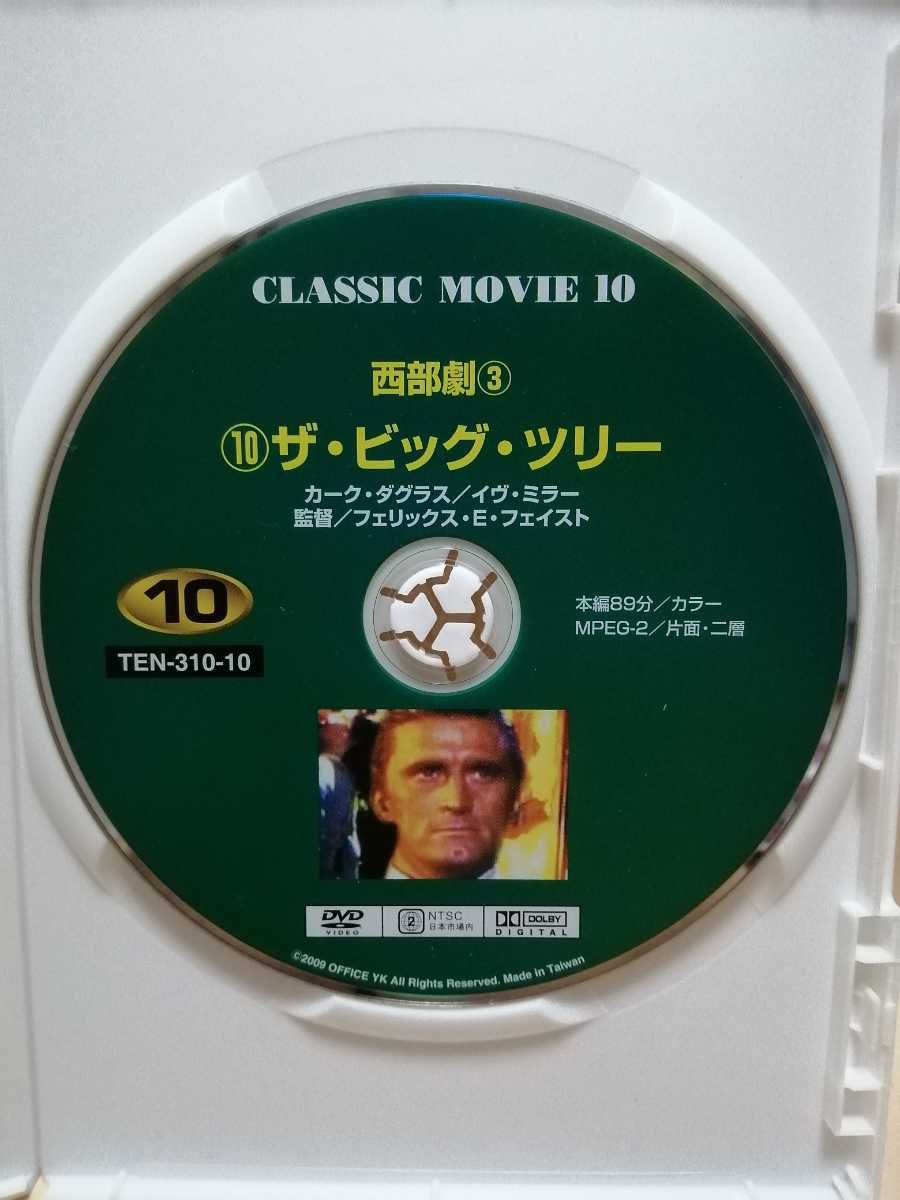 CLASSIC MOVIE 10
西部劇③
⑩ザ・ビッグ・ツリー
カーク・ダグラス／イヴ・ミラー
監督／フェリックス・E・フェイスト
10
TEN-310-10
本編89分／カラー
MPEG-2／片面・二層
DVD VIDEO
2 NTSC 日本市場内
DOLBY DIGITAL
©2009 OFFICE YK All Rights Reserved. Made in Taiwan